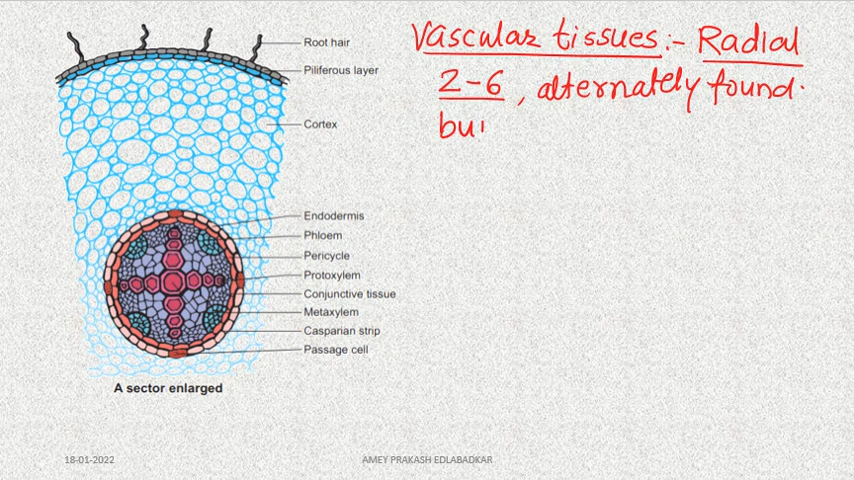 Root hair
Piliferous layer
Cortex
Endodermis
Phloem
Pericycle
Protoxylem
Conjunctive tissue
Metaxylem
Casparian strip
Passage cell
A sector enlarged
Vascular tissues:- Radial
2-6, alternately found.
18-01-2022
AMEY PRAKASH EDLABADKAR